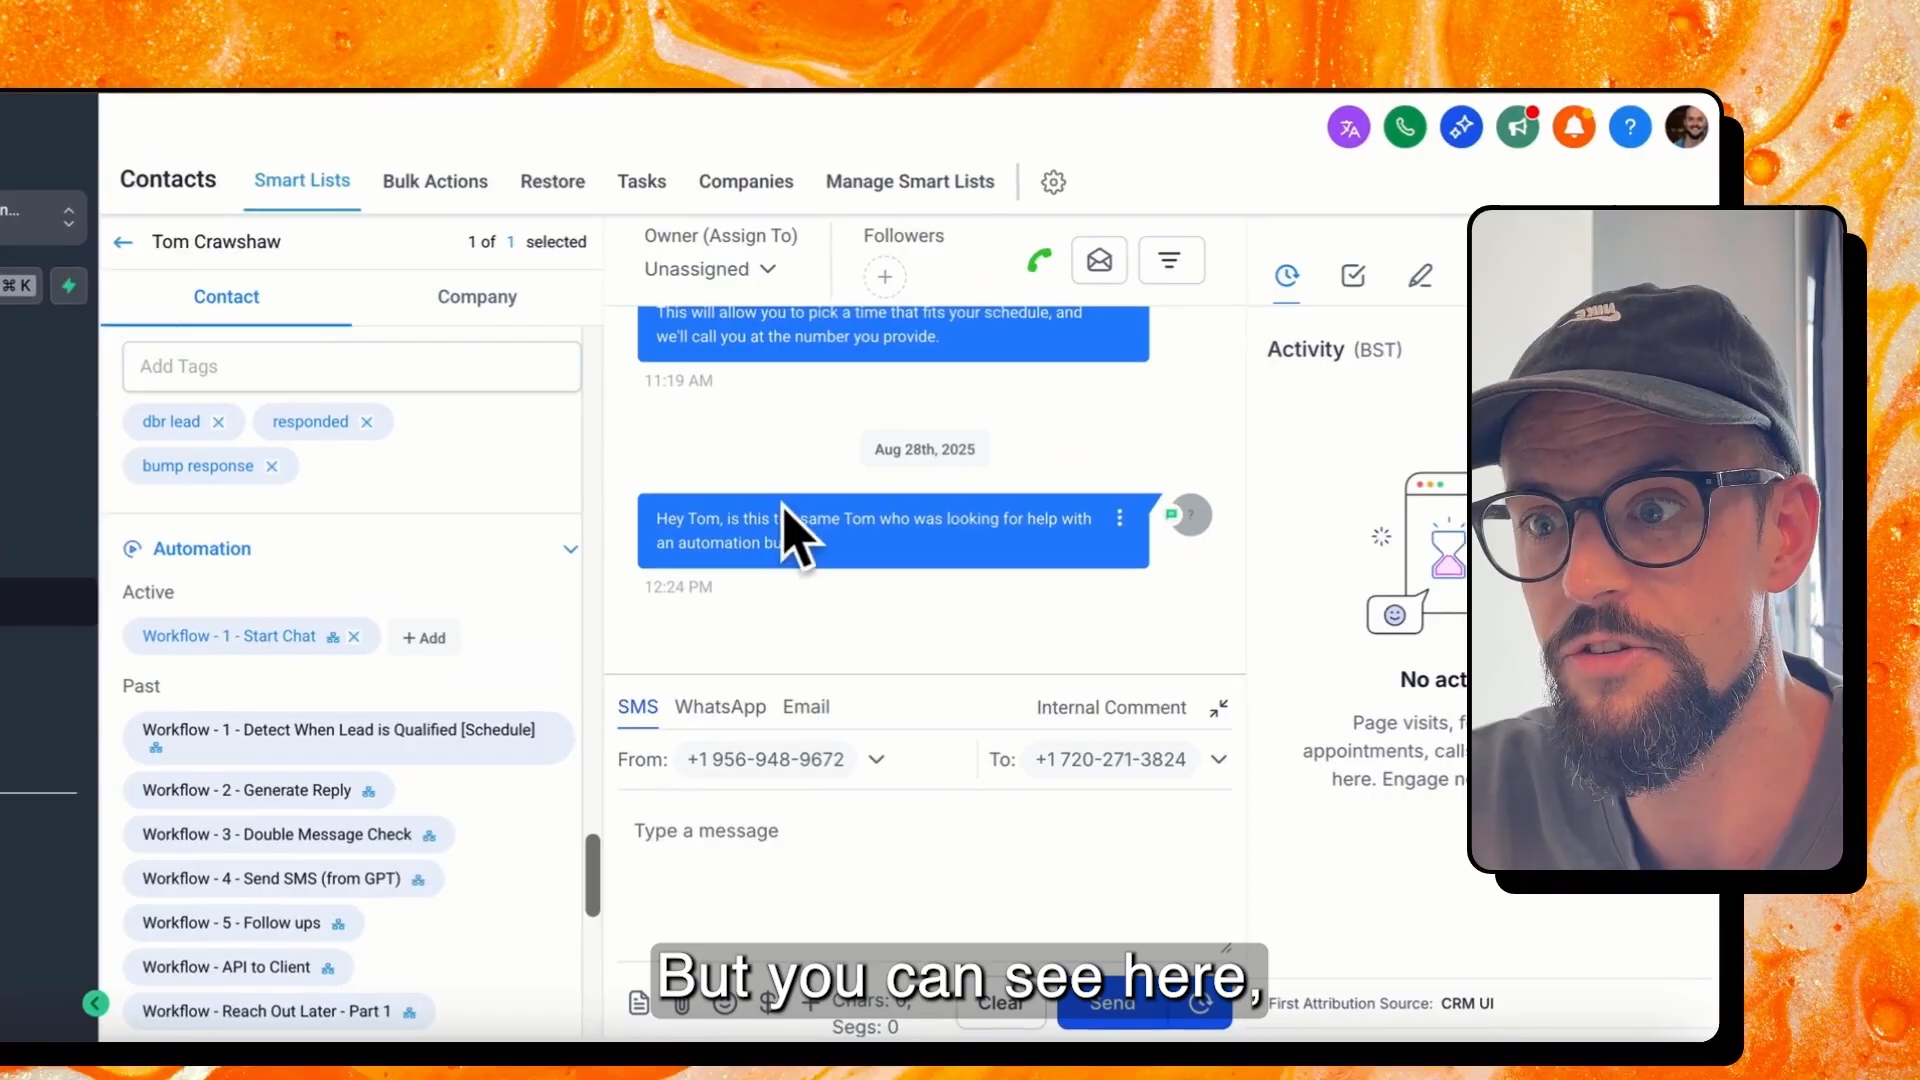 n...
⌘ K
Contacts
Smart Lists
Bulk Actions
Restore
Tasks
Companies
Manage Smart Lists
Tom Crawshaw
1 of 1 selected
Contact
Company
Add Tags
dbr lead
responded
bump response
Automation
Active
Workflow - 1 - Start Chat
+ Add
Past
Workflow - 1 - Detect When Lead is Qualified [Schedule]
Workflow - 2 - Generate Reply
Workflow - 3 - Double Message Check
Workflow - 4 - Send SMS (from GPT)
Workflow - 5 - Follow ups
Workflow - API to Client
Workflow - Reach Out Later - Part 1
Owner (Assign To)
Unassigned
Followers
This will allow you to pick a time that fits your schedule, and
we'll call you at the number you provide.
11:19 AM
Aug 28th, 2025
Hey Tom, is this same Tom who was looking for help with
an automation
12:24 PM
?
SMS
WhatsApp
Email
Internal Comment
From: +1 956-948-9672
To: +1 720-271-3824
Type a message
Chars: 0,
Segs: 0
Clear
Send
Activity (BST)
No act
Page visits, f
appointments, call
here. Engage
First Attribution Source: CRM UI
?
NIKE
But you can see here,